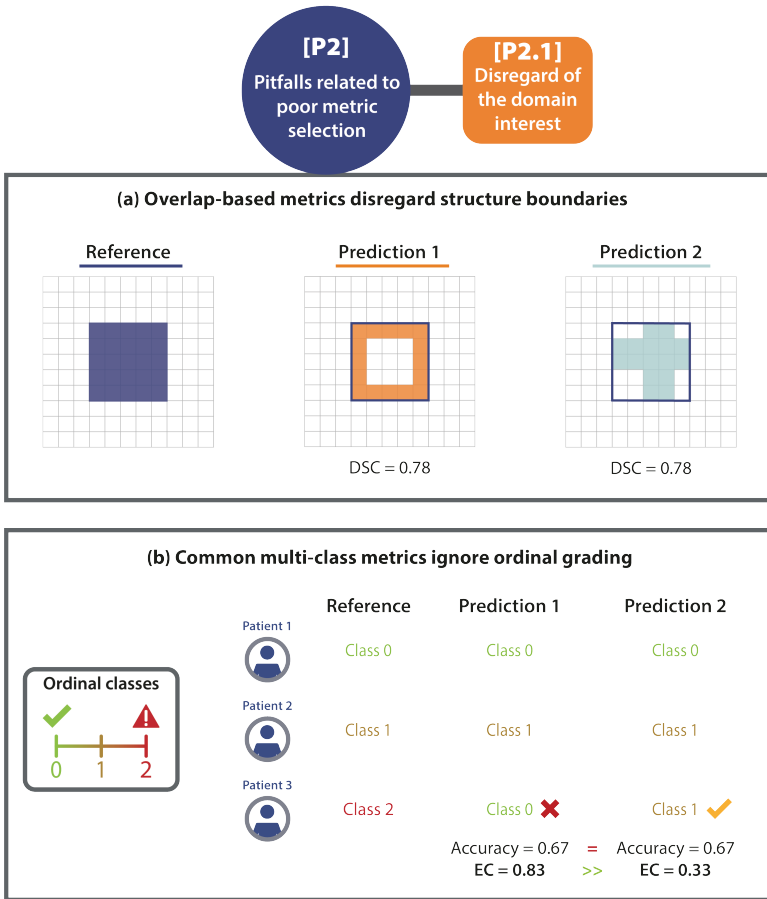 [P2]
Pitfalls related to
poor metric
selection
[P2.1]
Disregard of
the domain
interest
(a) Overlap-based metrics disregard structure boundaries
Reference
Prediction 1
Prediction 2
DSC = 0.78
DSC = 0.78
(b) Common multi-class metrics ignore ordinal grading
Reference Prediction 1 Prediction 2
Patient 1
Class 0 Class 0 Class 0
Ordinal classes
0 1 2
Patient 2
Class 1 Class 1 Class 1
Patient 3
Class 2 Class 0 Class 1
Accuracy = 0.67 = Accuracy = 0.67
EC = 0.83 >> EC = 0.33